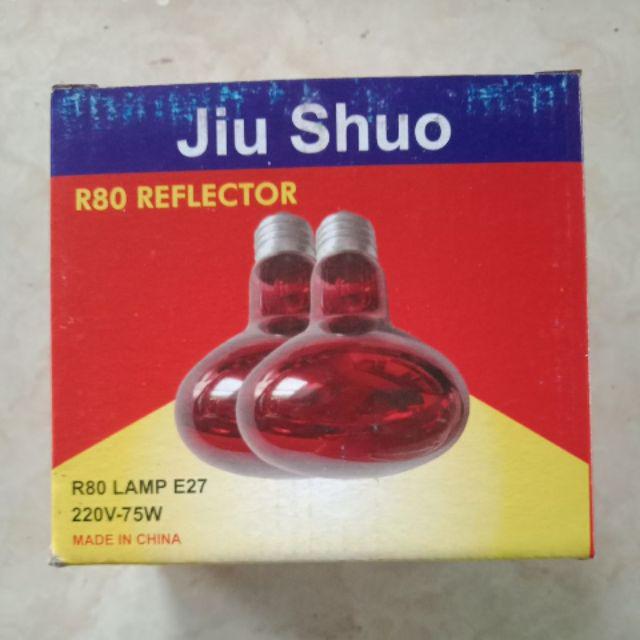 Jiu Shuo
R80 REFLECTOR
R80 LAMP E27
220V-75W
MADE IN CHINA